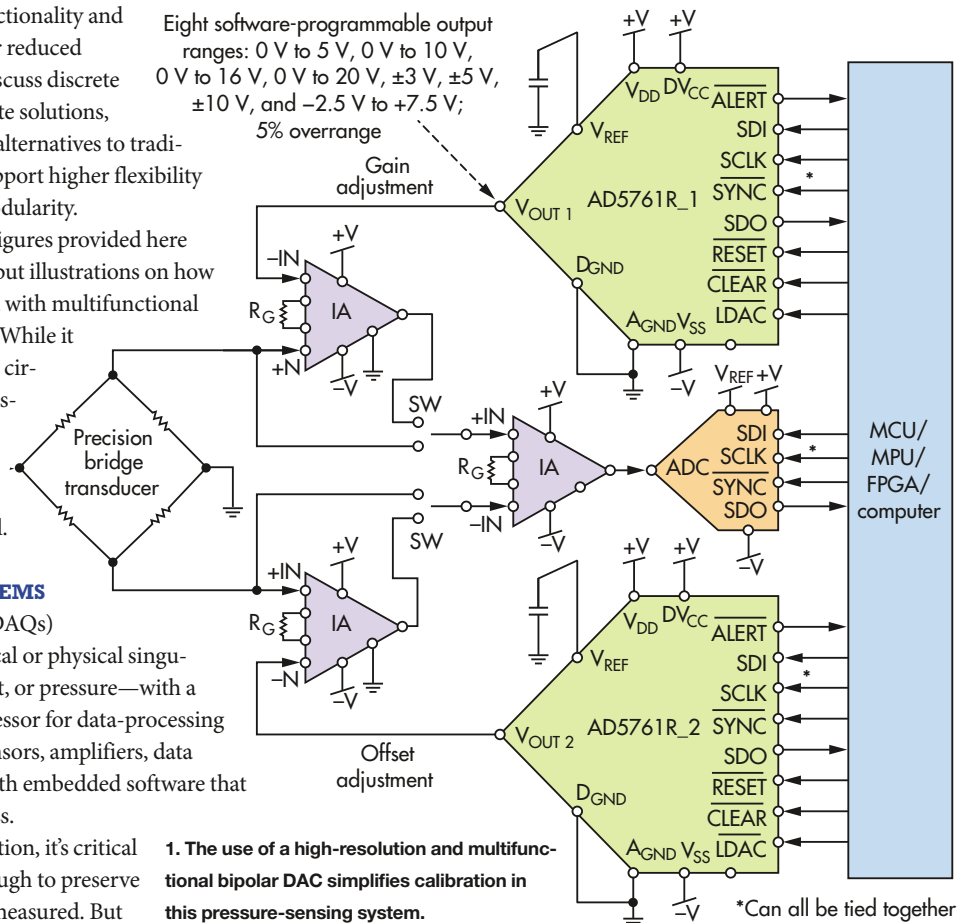 ctionality and
reduced
scuss discrete
te solutions,
alternatives to tradi-
pport higher flexibility
dularity.
igures provided here
out illustrations on how
with multifunctional
While it
cir-
s-
l.
EMS
DAQs)
cal or physical singu-
t, or pressure—with a
essor for data-processing
nsors, amplifiers, data
th embedded software that
s.
tion, it's critical
ugh to preserve
measured. But
Eight software-programmable output
ranges: 0 V to 5 V, 0 V to 10 V,
0 V to 16 V, 0 V to 20 V, ±3 V, ±5 V,
±10 V, and −2.5 V to +7.5 V;
5% overrange
Gain
adjustment
+V
+V
VDD
DVCC
VREF
ALERT
SDI
SCLK
*
SYNC
SDO
RESET
CLEAR
LDAC
AD5761R_1
VOUT 1
DGND
AGND
VSS
−V
−IN
+V
RG
IA
+N
−V
SW
Precision
bridge
transducer
+IN
+V
RG
IA
−IN
−V
SW
VREF
+V
ADC
SDI
SCLK
*
SYNC
SDO
−V
MCU/
MPU/
FPGA/
computer
+IN
+V
RG
IA
−N
−V
Offset
adjustment
+V
+V
VDD
DVCC
VREF
ALERT
SDI
SCLK
*
SYNC
SDO
RESET
CLEAR
LDAC
AD5761R_2
VOUT 2
DGND
AGND
VSS
−V
*Can all be tied together
1. The use of a high-resolution and multifunc-
tional bipolar DAC simplifies calibration in
this pressure-sensing system.